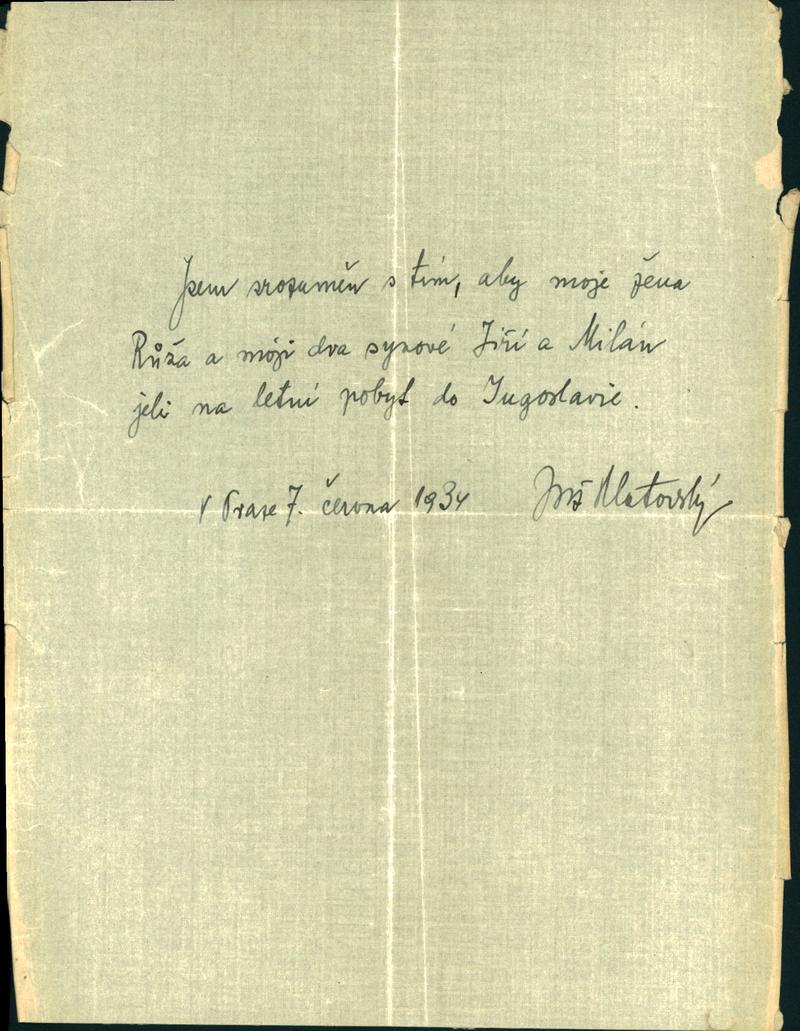 Jsem srozuměn s tím, aby moje žena
Růža a moji dva synové Jiří a Milán
jeli na letní pobyt do Jugoslavie.
V Praze 7. června 1934